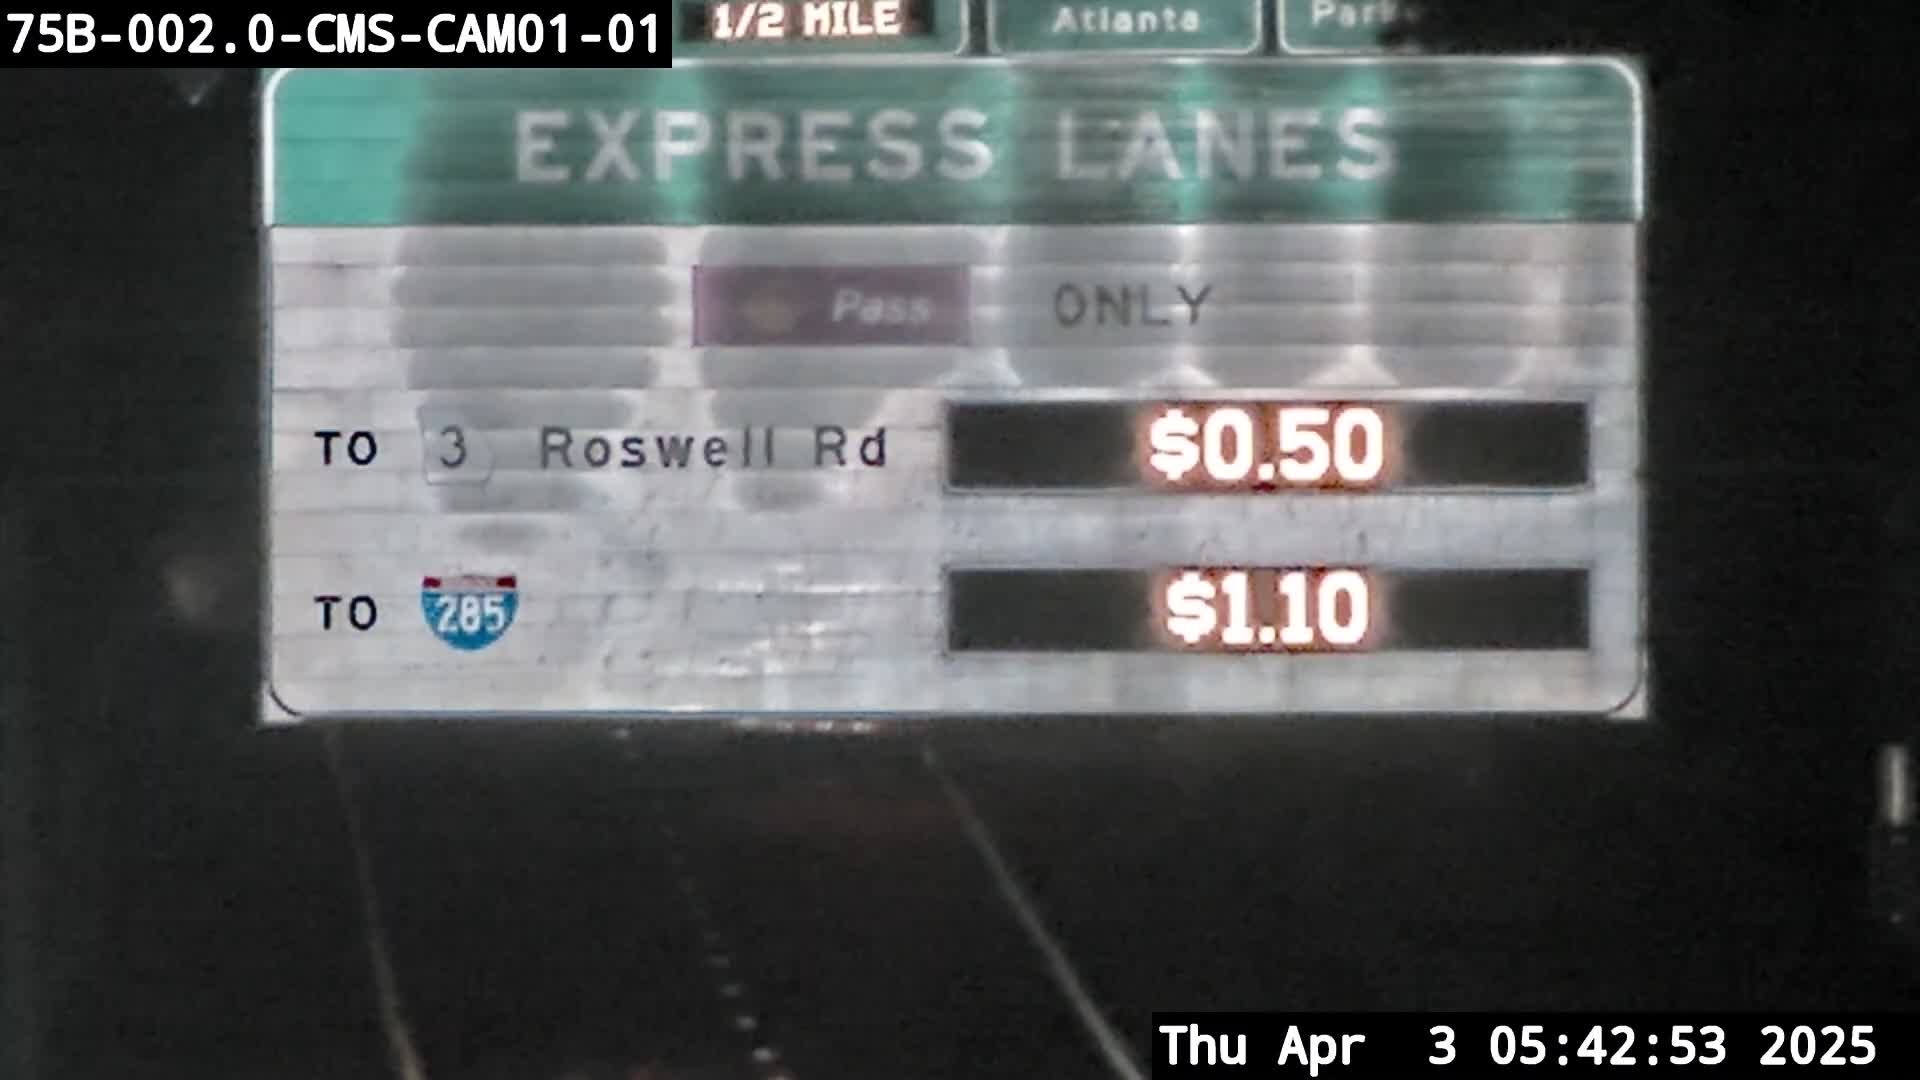 75B-002.0-CMS-CAM01-01
1/2 MILE
Atlanta
EXPRESS LANES
Pass ONLY
TO 3 Roswell Rd $0.50
TO 285 $1.10
Thu Apr 3 05:42:53 2025